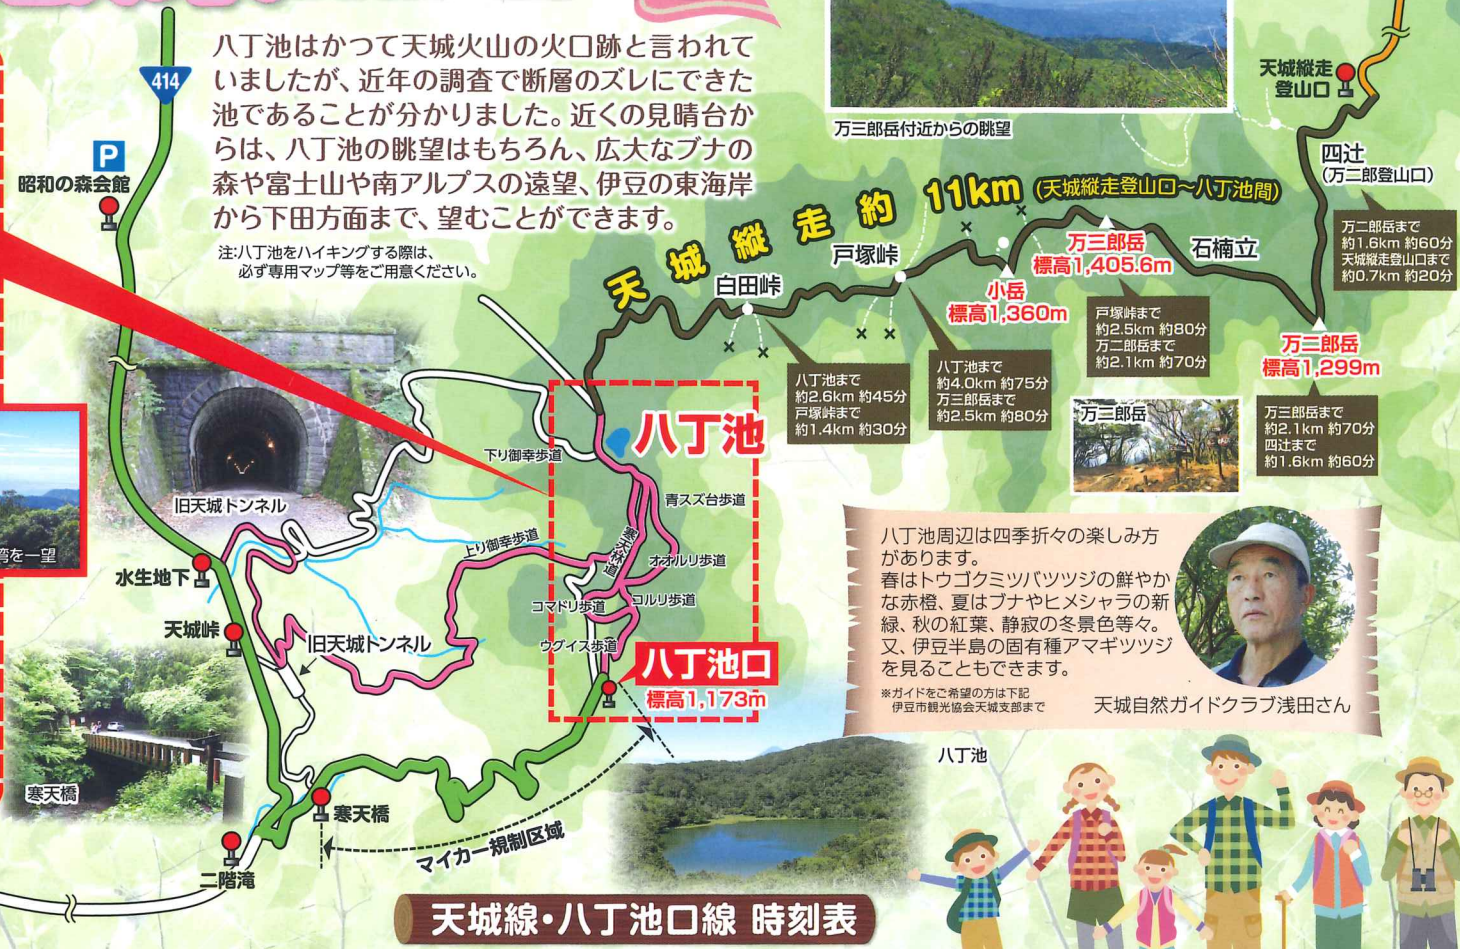 414
八丁池はかつて天城火山の火口跡と言われて
いましたが、近年の調査で断層のズレにできた
池であることが分かりました。近くの見晴台か
らは、八丁池の眺望はもちろん、広大なブナの
森や富士山や南アルプスの遠望、伊豆の東海岸
から下田方面まで、望むことができます。
注:八丁池をハイキングする際は、
必ず専用マップ等をご用意ください。
P
昭和の森会館
万三郎岳付近からの眺望
天城縦走
登山口
四辻
(万二郎登山口)
万二郎岳まで
約1.6km 約60分
天城縦走登山口まで
約0.7km 約20分
天城縦走 約11km (天城縦走登山口〜八丁池間)
白田峠
戸塚峠
小岳
標高1,360m
万三郎岳
標高1,405.6m
石楠立
万二郎岳
標高1,299m
八丁池まで
約2.6km 約45分
戸塚峠まで
約1.4km 約30分
八丁池まで
約4.0km 約75分
万三郎岳まで
約2.5km 約80分
戸塚峠まで
約2.5km 約80分
万二郎岳まで
約2.1km 約70分
万三郎岳まで
約2.1km 約70分
四辻まで
約1.6km 約60分
万二郎岳
八丁池
下り御幸歩道
青スズ台歩道
旧天城トンネル
上り御幸歩道
寒天林道
オオルリ歩道
湾を一望
水生地下
コマドリ歩道
コルリ歩道
天城峠
旧天城トンネル
ウグイス歩道
八丁池口
標高1,173m
八丁池周辺は四季折々の楽しみ方
があります。
春はトウゴクミツバツツジの鮮やか
な赤橙、夏はブナやヒメシャラの新
緑、秋の紅葉、静寂の冬景色等々。
又、伊豆半島の固有種アマギツツジ
を見ることもできます。
※ガイドをご希望の方は下記
伊豆市観光協会天城支部まで
天城自然ガイドクラブ浅田さん
八丁池
寒天橋
寒天橋
マイカー規制区域
二階滝
天城線・八丁池口線 時刻表